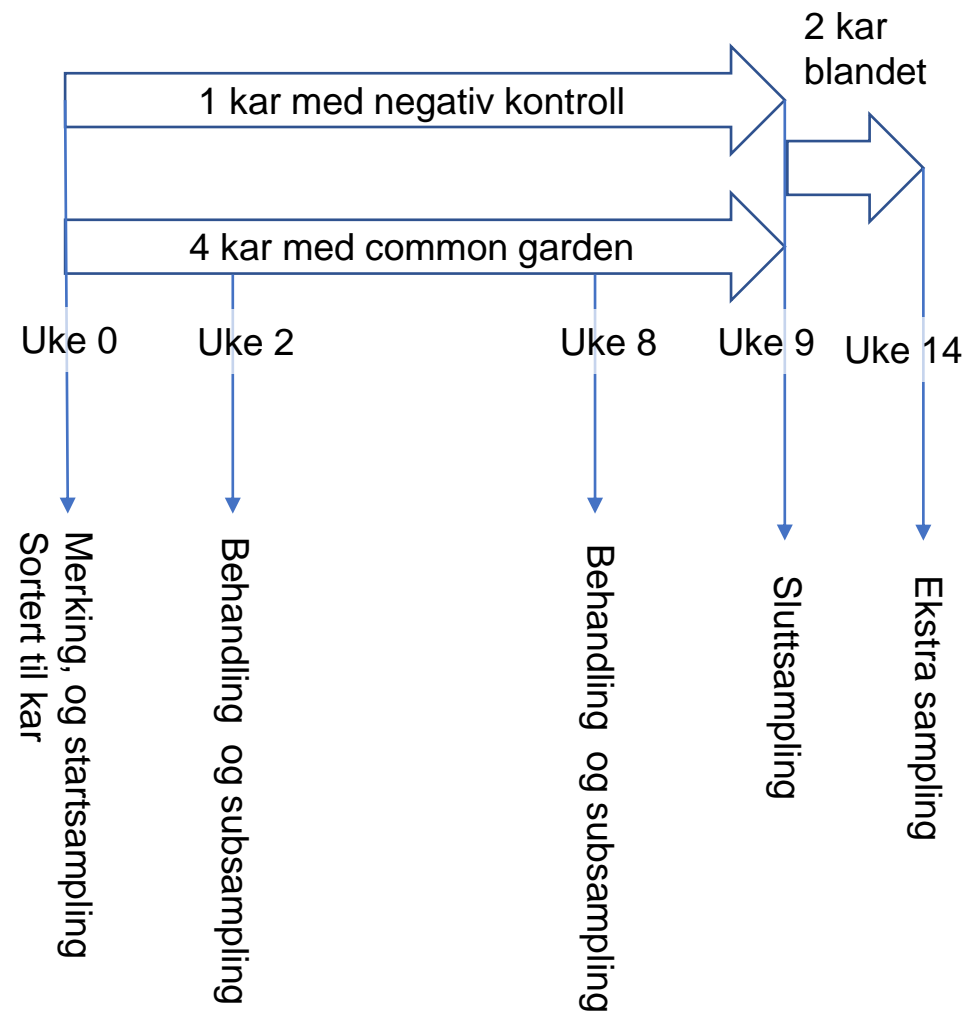 2 kar
blandet
1 kar med negativ kontroll
4 kar med common garden
Uke 0
Uke 2
Uke 8
Uke 9
Uke 14
Merking, og startsampling
Sortert til kar
Behandling og subsampling
Behandling og subsampling
Sluttsampling
Ekstra sampling